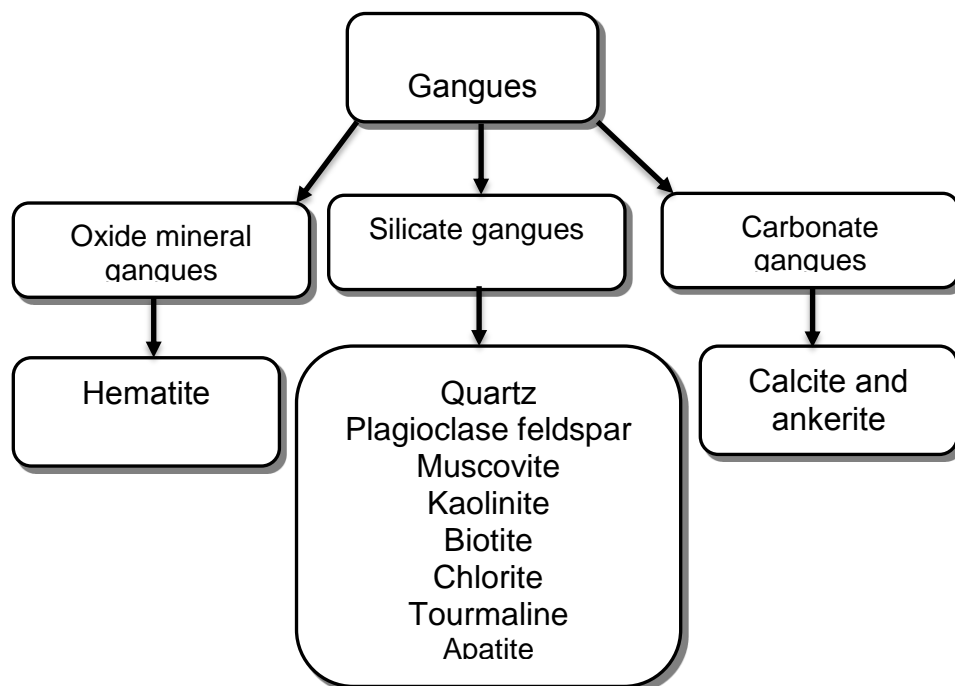 Gangues
Oxide mineral
gangues
Silicate gangues
Carbonate
gangues
Hematite
Quartz
Plagioclase feldspar
Muscovite
Kaolinite
Biotite
Chlorite
Tourmaline
Apatite
Calcite and
ankerite